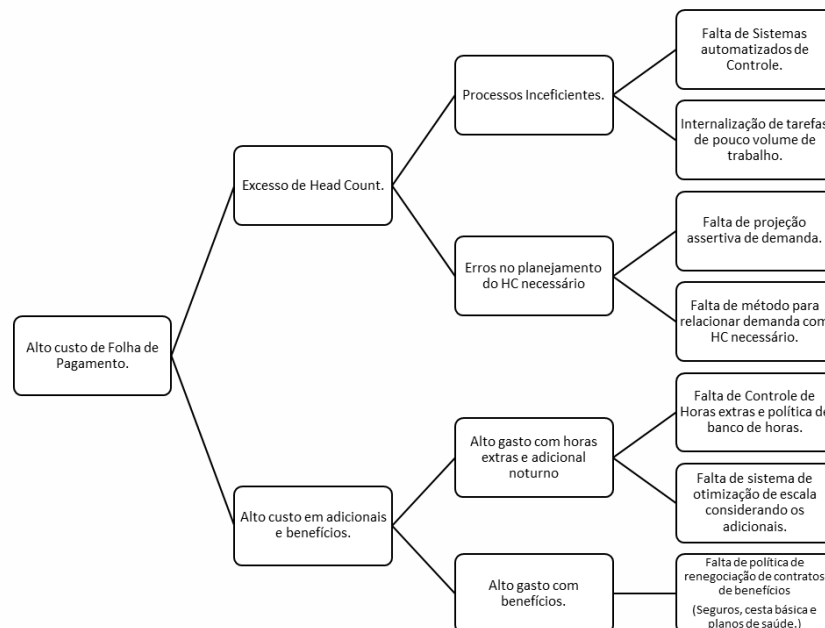 Falta de Sistemas
automatizados de
Controle.
Processos Inceficientes.
Internalização de tarefas
de pouco volume de
trabalho.
Excesso de Head Count.
Falta de projeção
assertiva de demanda.
Erros no planejamento
do HC necessário
Falta de método para
relacionar demanda com
HC necessário.
Alto custo de Folha de
Pagamento.
Falta de Controle de
Horas extras e política de
banco de horas.
Alto gasto com horas
extras e adicional
noturno
Falta de sistema de
otimização de escala
considerando os
adicionais.
Alto custo em adicionais
e benefícios.
Alto gasto com
benefícios.
Falta de política de
renegociação de contratos
de benefícios
(Seguros, cesta básica e
planos de saúde.)